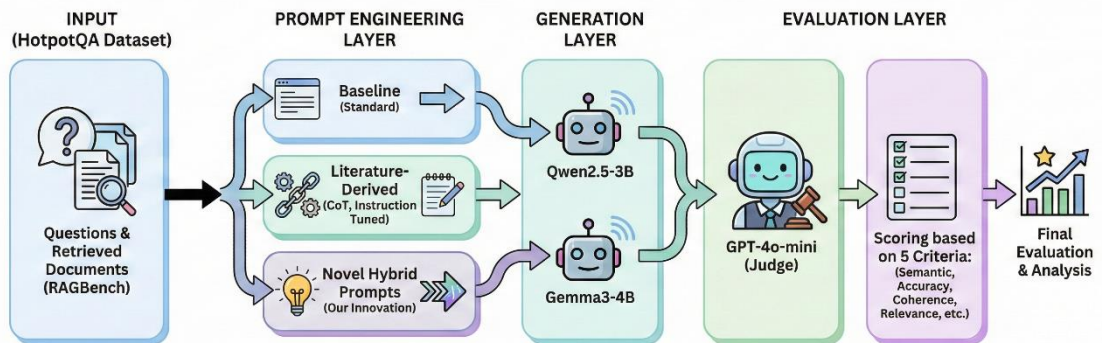 INPUT
(HotpotQA Dataset)
Questions &
Retrieved
Documents
(RAGBench)
PROMPT ENGINEERING
LAYER
Baseline
(Standard)
Literature-
Derived
(CoT, Instruction
Tuned)
Novel Hybrid
Prompts
(Our Innovation)
GENERATION
LAYER
Qwen2.5-3B
Gemma3-4B
EVALUATION LAYER
GPT-4o-mini
(Judge)
Scoring based
on 5 Criteria:
(Semantic,
Accuracy,
Coherence,
Relevance, etc.)
Final
Evaluation
& Analysis